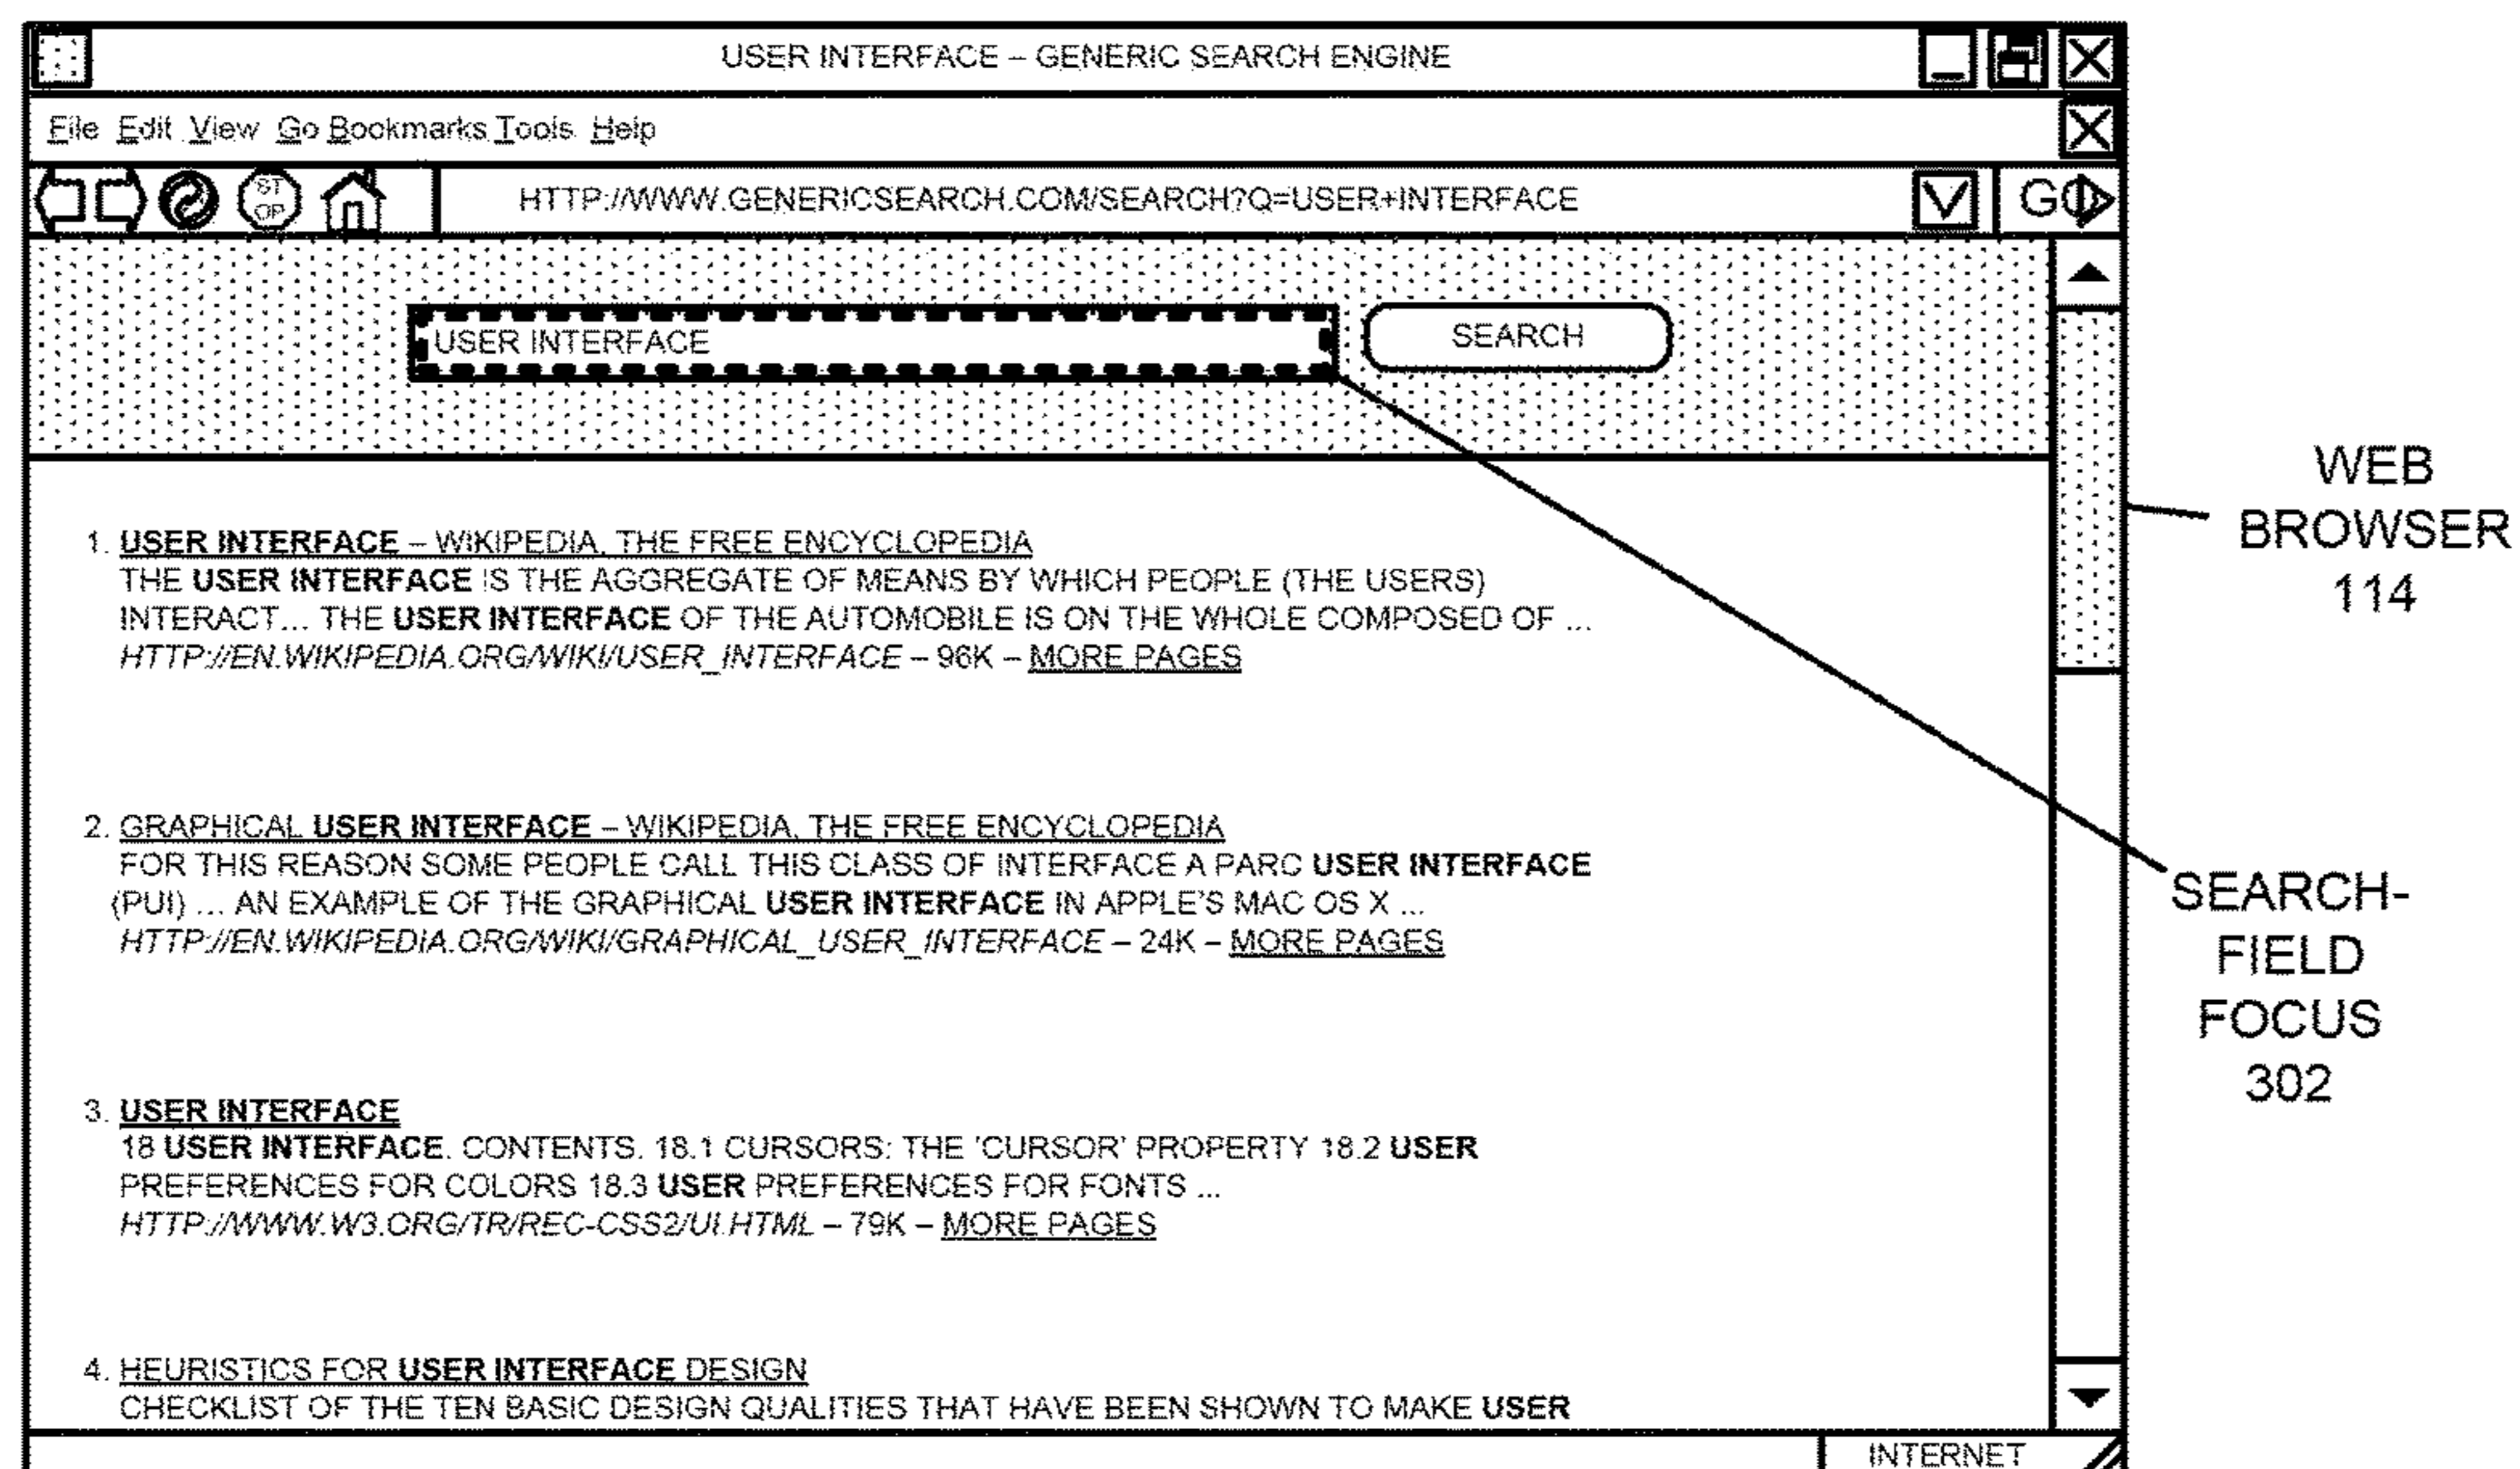 USER INTERFACE – GENERIC SEARCH ENGINE
File Edit View Go Bookmarks Tools Help
ST
OP
HTTP://WWW.GENERICSEARCH.COM/SEARCH?Q=USER+INTERFACE
GO
USER INTERFACE
SEARCH
1. USER INTERFACE – WIKIPEDIA, THE FREE ENCYCLOPEDIA
THE USER INTERFACE IS THE AGGREGATE OF MEANS BY WHICH PEOPLE (THE USERS)
INTERACT... THE USER INTERFACE OF THE AUTOMOBILE IS ON THE WHOLE COMPOSED OF ...
HTTP://EN.WIKIPEDIA.ORG/WIKI/USER_INTERFACE – 96K – MORE PAGES
2. GRAPHICAL USER INTERFACE – WIKIPEDIA, THE FREE ENCYCLOPEDIA
FOR THIS REASON SOME PEOPLE CALL THIS CLASS OF INTERFACE A PARC USER INTERFACE
(PUI) ... AN EXAMPLE OF THE GRAPHICAL USER INTERFACE IN APPLE'S MAC OS X ...
HTTP://EN.WIKIPEDIA.ORG/WIKI/GRAPHICAL_USER_INTERFACE – 24K – MORE PAGES
3. USER INTERFACE
18 USER INTERFACE. CONTENTS. 18.1 CURSORS: THE 'CURSOR' PROPERTY 18.2 USER
PREFERENCES FOR COLORS 18.3 USER PREFERENCES FOR FONTS ...
HTTP://WWW.W3.ORG/TR/REC-CSS2/UI.HTML – 79K – MORE PAGES
4. HEURISTICS FOR USER INTERFACE DESIGN
CHECKLIST OF THE TEN BASIC DESIGN QUALITIES THAT HAVE BEEN SHOWN TO MAKE USER
INTERNET
WEB
BROWSER
114
SEARCH-
FIELD
FOCUS
302